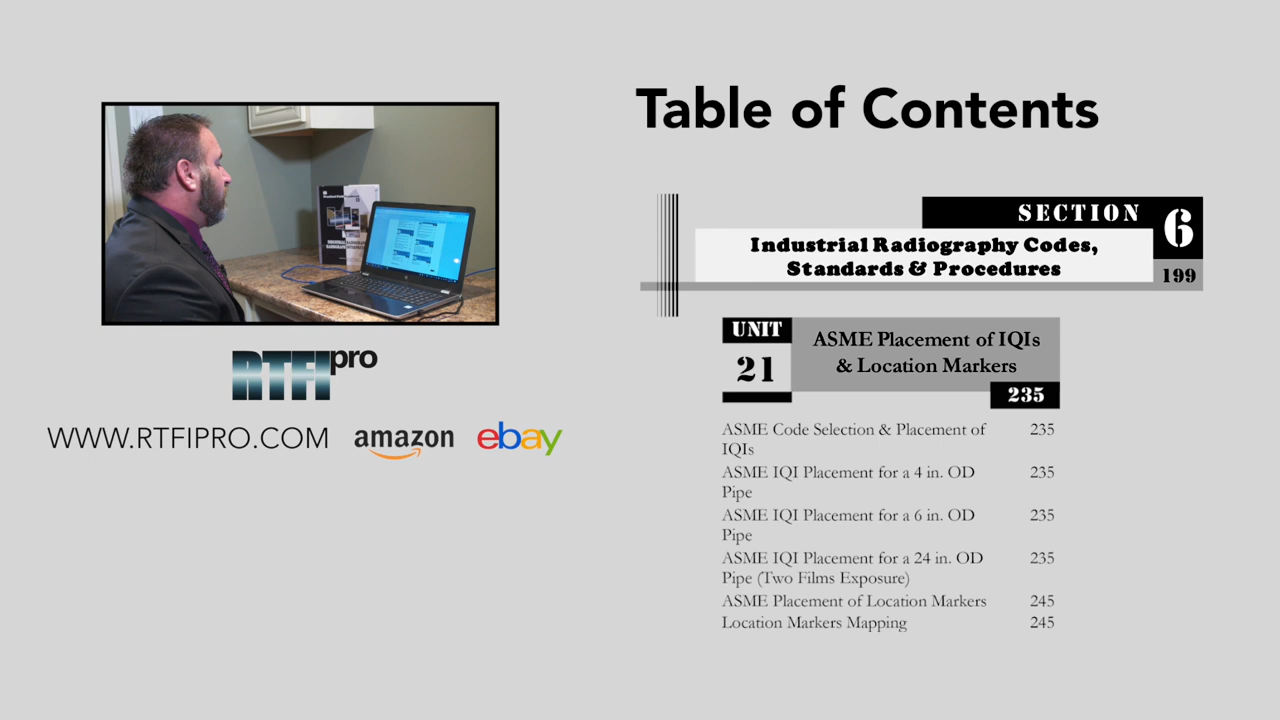 Table of Contents
SECTION
6
Industrial Radiography Codes,
Standards & Procedures
199
UNIT
21
ASME Placement of IQIs
& Location Markers
235
ASME Code Selection & Placement of 235
IQIs
ASME IQI Placement for a 4 in. OD 235
Pipe
ASME IQI Placement for a 6 in. OD 235
Pipe
ASME IQI Placement for a 24 in. OD 235
Pipe (Two Films Exposure)
ASME Placement of Location Markers 245
Location Markers Mapping 245
RTFIpro
WWW.RTFIPRO.COM amazon ebay